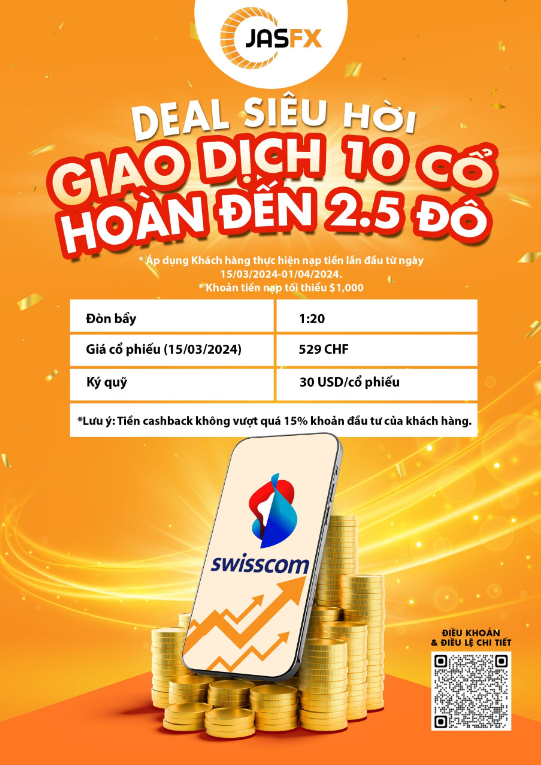 JASFX
DEAL SIÊU HỜI
GIAO DỊCH 10 CỔ
HOÀN ĐẾN 2.5 ĐÔ
* Áp dụng Khách hàng thực hiện nạp tiền lần đầu từ ngày
15/03/2024-01/04/2024.
* Khoản tiền nạp tối thiểu $1,000
Đòn bẩy 1:20
Giá cổ phiếu (15/03/2024) 529 CHF
Ký quỹ 30 USD/cổ phiếu
*Lưu ý: Tiền cashback không vượt quá 15% khoản đầu tư của khách hàng.
swisscom
ĐIỀU KHOẢN
& ĐIỀU LỆ CHI TIẾT